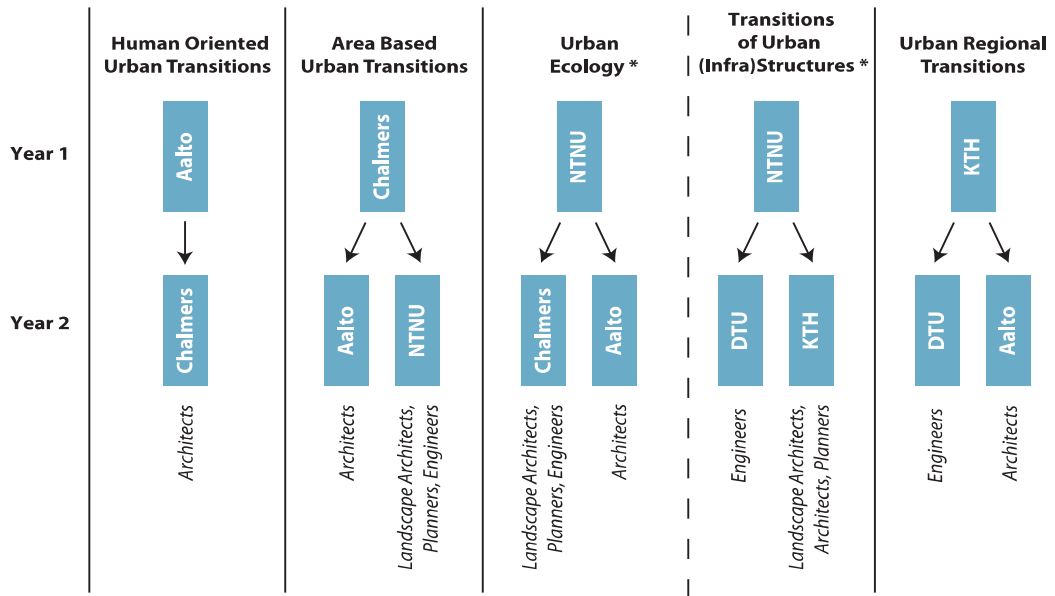 Human Oriented
Urban Transitions
Area Based
Urban Transitions
Urban
Ecology *
Transitions
of Urban
(Infra)Structures *
Urban Regional
Transitions
Year 1
Aalto
Chalmers
NTNU
NTNU
KTH
Year 2
Chalmers
Aalto
NTNU
Chalmers
Aalto
DTU
KTH
DTU
Aalto
Architects
Architects
Landscape Architects,
Planners, Engineers
Landscape Architects,
Planners, Engineers
Architects
Engineers
Landscape Architects,
Architects, Planners
Engineers
Architects